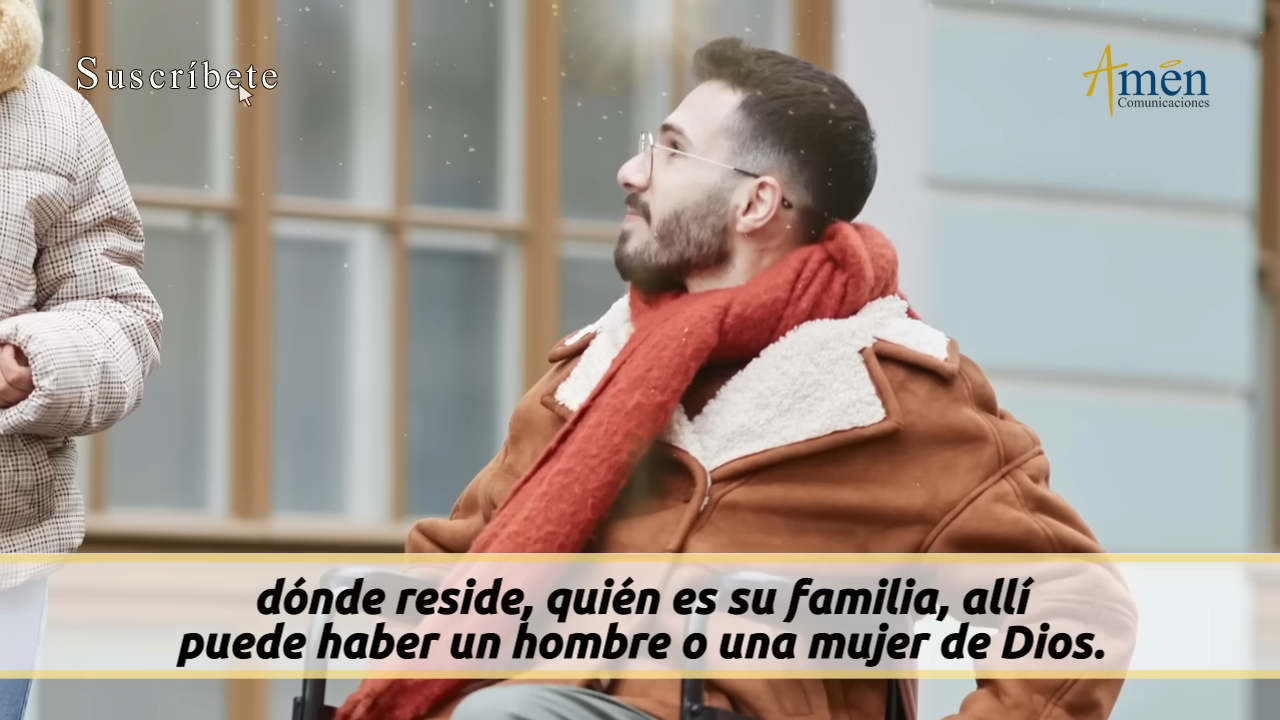 Suscríbete
Amén
Comunicaciones
dónde reside, quién es su familia, allí
puede haber un hombre o una mujer de Dios.